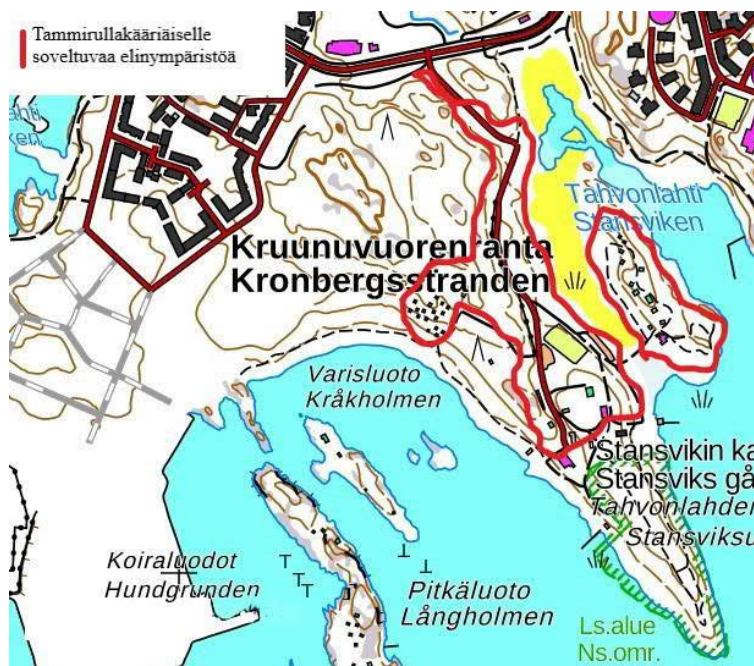 Tammirullakääriäiselle
soveltuvaa elinympäristöä
Tahvonlahti
Stansviken
Kruunuvuorenranta
Kronbergsstranden
Varisluoto
Kråkholmen
Stansvikin ka
Stansviks gå
Tahvonlahden
Stansviksu
Koiraluodot
Hundgrunden
Pitkäluoto
Långholmen
Ls.alue
Ns.omr.